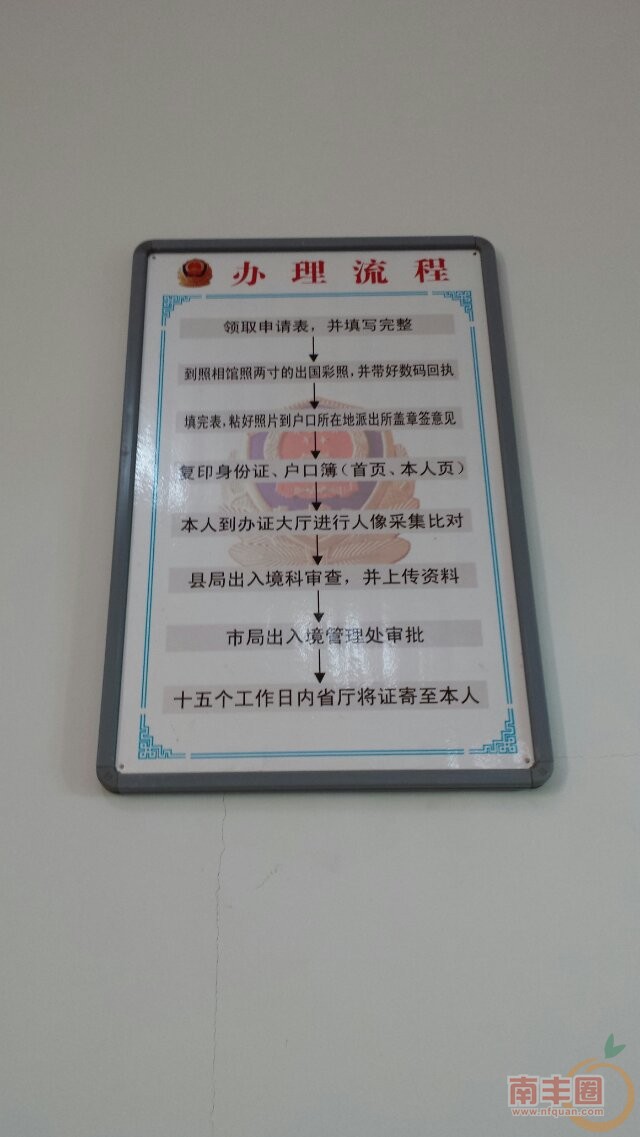 办理流程
领取申请表，并填写完整
到照相馆照两寸的出国彩照，并带好数码回执
填完表，粘好照片到户口所在地派出所盖章签意见
复印身份证、户口簿（首页、本人页）
本人到办证大厅进行人像采集比对
县局出入境科审查，并上传资料
市局出入境管理处审批
十五个工作日内省厅将证寄至本人
南丰圈
www.nfquan.com